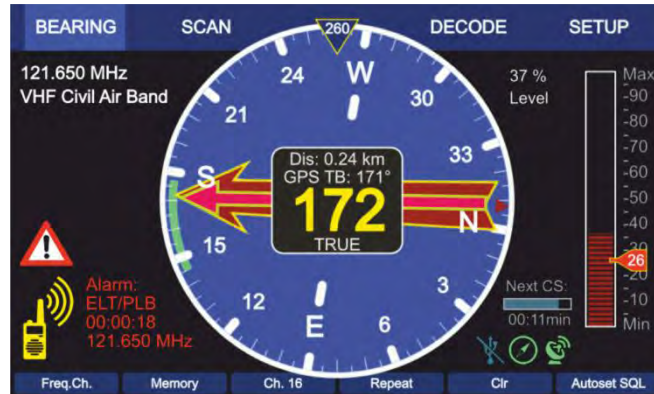 BEARING SCAN DECODE SETUP
260
121.650 MHz
VHF Civil Air Band
37 %
Level
Max
-90
-80
-70
-60
-50
-40
-30
26
-20
-10
Min
24 W 30
21 33
S N
15 3
12 E 6
Dis: 0.24 km
GPS TB: 171°
172
TRUE
Alarm:
ELT/PLB
00:00:18
121.650 MHz
Next CS:
00:11min
Freq.Ch. Memory Ch. 16 Repeat Clr Autoset SQL